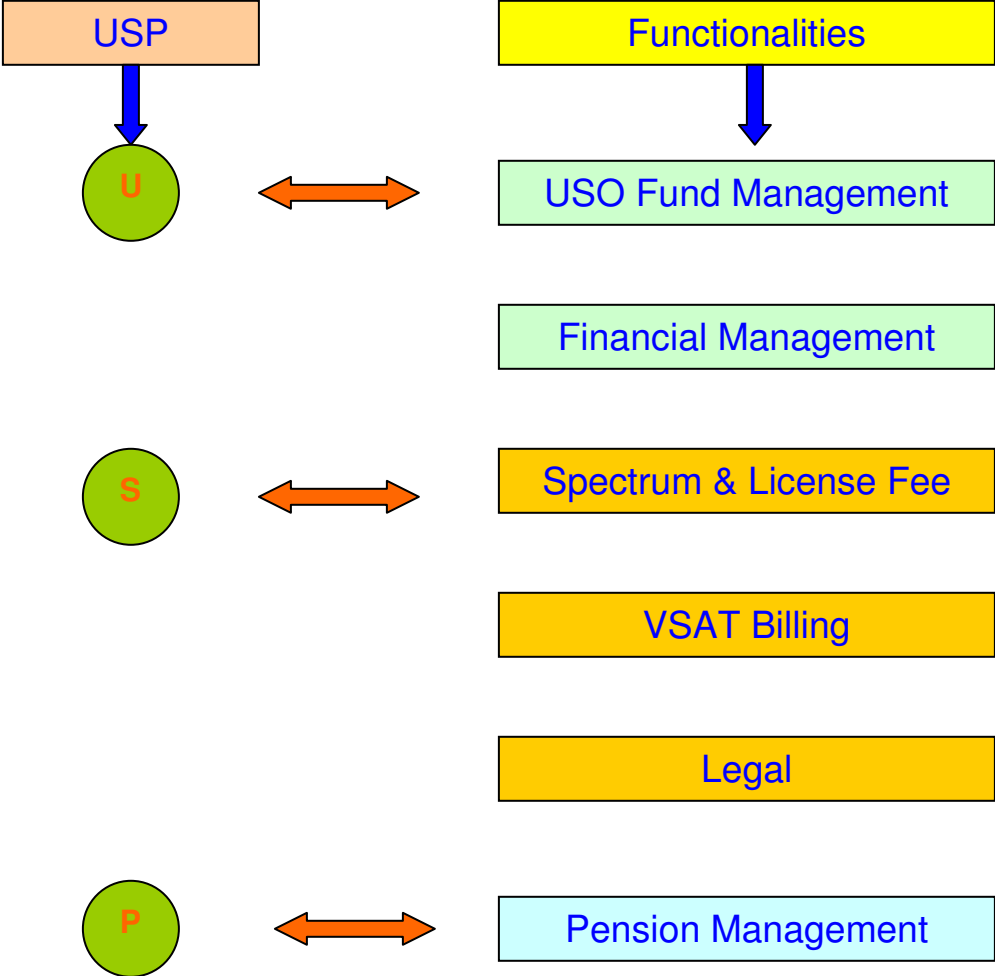 USP
Functionalities
U
USO Fund Management
Financial Management
S
Spectrum & License Fee
VSAT Billing
Legal
P
Pension Management